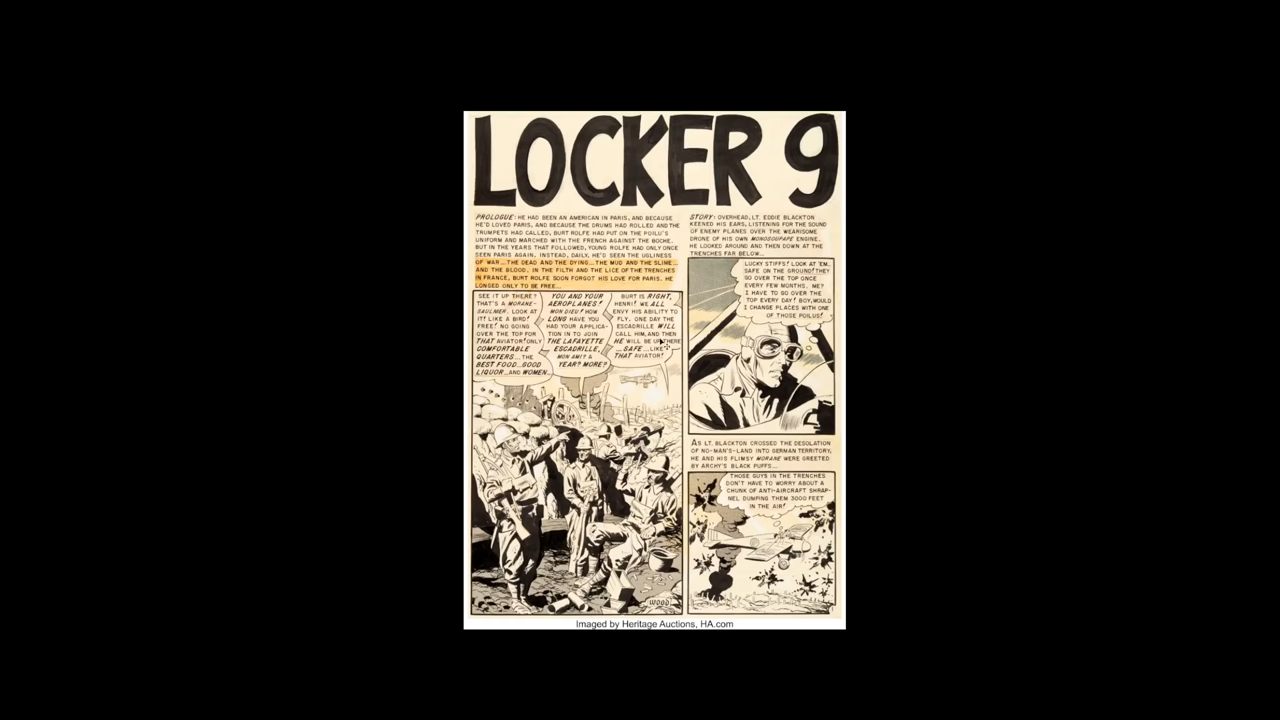 LOCKER 9
PROLOGUE: HE HAD BEEN AN AMERICAN IN PARIS, AND BECAUSE
HE'D LOVED PARIS, AND BECAUSE THE DRUMS HAD ROLLED AND THE
TRUMPETS HAD CALLED, BURT ROLFE HAD PUT ON THE POILU'S
UNIFORM AND MARCHED WITH THE FRENCH AGAINST THE BOCHE.
BUT IN THE YEARS THAT FOLLOWED, YOUNG ROLFE HAD ONLY ONCE
SEEN PARIS AGAIN. INSTEAD, DAILY, HE'D SEEN THE UGLINESS
OF WAR...THE DEAD AND THE DYING...THE MUD AND THE SLIME...
AND THE BLOOD. IN THE FILTH AND THE LICE OF THE TRENCHES
IN FRANCE, BURT ROLFE SOON FORGOT HIS LOVE FOR PARIS. HE
LONGED ONLY TO BE FREE...
SEE IT UP THERE?
THAT'S A MORANE-
SAULNIER. LOOK AT
IT! LIKE A BIRD!
FREE! NO GOING
OVER THE TOP FOR
THAT AVIATOR! ONLY
COMFORTABLE
QUARTERS...THE
BEST FOOD...GOOD
LIQUOR...AND WOMEN...
YOU AND YOUR
AEROPLANES!
MON DIEU! HOW
LONG HAVE YOU
HAD YOUR APPLICA-
TION IN TO JOIN
THE LAFAYETTE
ESCADRILLE,
MON AMI? A
YEAR? MORE?
BURT IS RIGHT,
HENRI! WE ALL
ENVY HIS ABILITY TO
FLY. ONE DAY THE
ESCADRILLE WILL
CALL HIM, AND THEN
HE WILL BE UP THERE
...SAFE...LIKE
THAT AVIATOR!
WOOD
STORY: OVERHEAD, LT. EDDIE BLACKTON
KEENED HIS EARS, LISTENING FOR THE SOUND
OF ENEMY PLANES OVER THE WEARISOME
DRONE OF HIS OWN MONOSOUPAPE ENGINE.
HE LOOKED AROUND AND THEN DOWN AT THE
TRENCHES FAR BELOW...
LUCKY STIFFS! LOOK AT 'EM.
SAFE ON THE GROUND! THEY
GO OVER THE TOP ONCE
EVERY FEW MONTHS. ME?
I HAVE TO GO OVER THE
TOP EVERY DAY! BOY, WOULD
I CHANGE PLACES WITH ONE
OF THOSE POILUS!
AS LT. BLACKTON CROSSED THE DESOLATION
OF NO-MAN'S-LAND INTO GERMAN TERRITORY,
HE AND HIS FLIMSY MORANE WERE GREETED
BY ARCHY'S BLACK PUFFS...
THOSE GUYS IN THE TRENCHES
DON'T HAVE TO WORRY ABOUT A
CHUNK OF ANTI-AIRCRAFT SHRAP-
NEL DUMPING THEM 3000 FEET
IN THE AIR!
Imaged by Heritage Auctions, HA.com